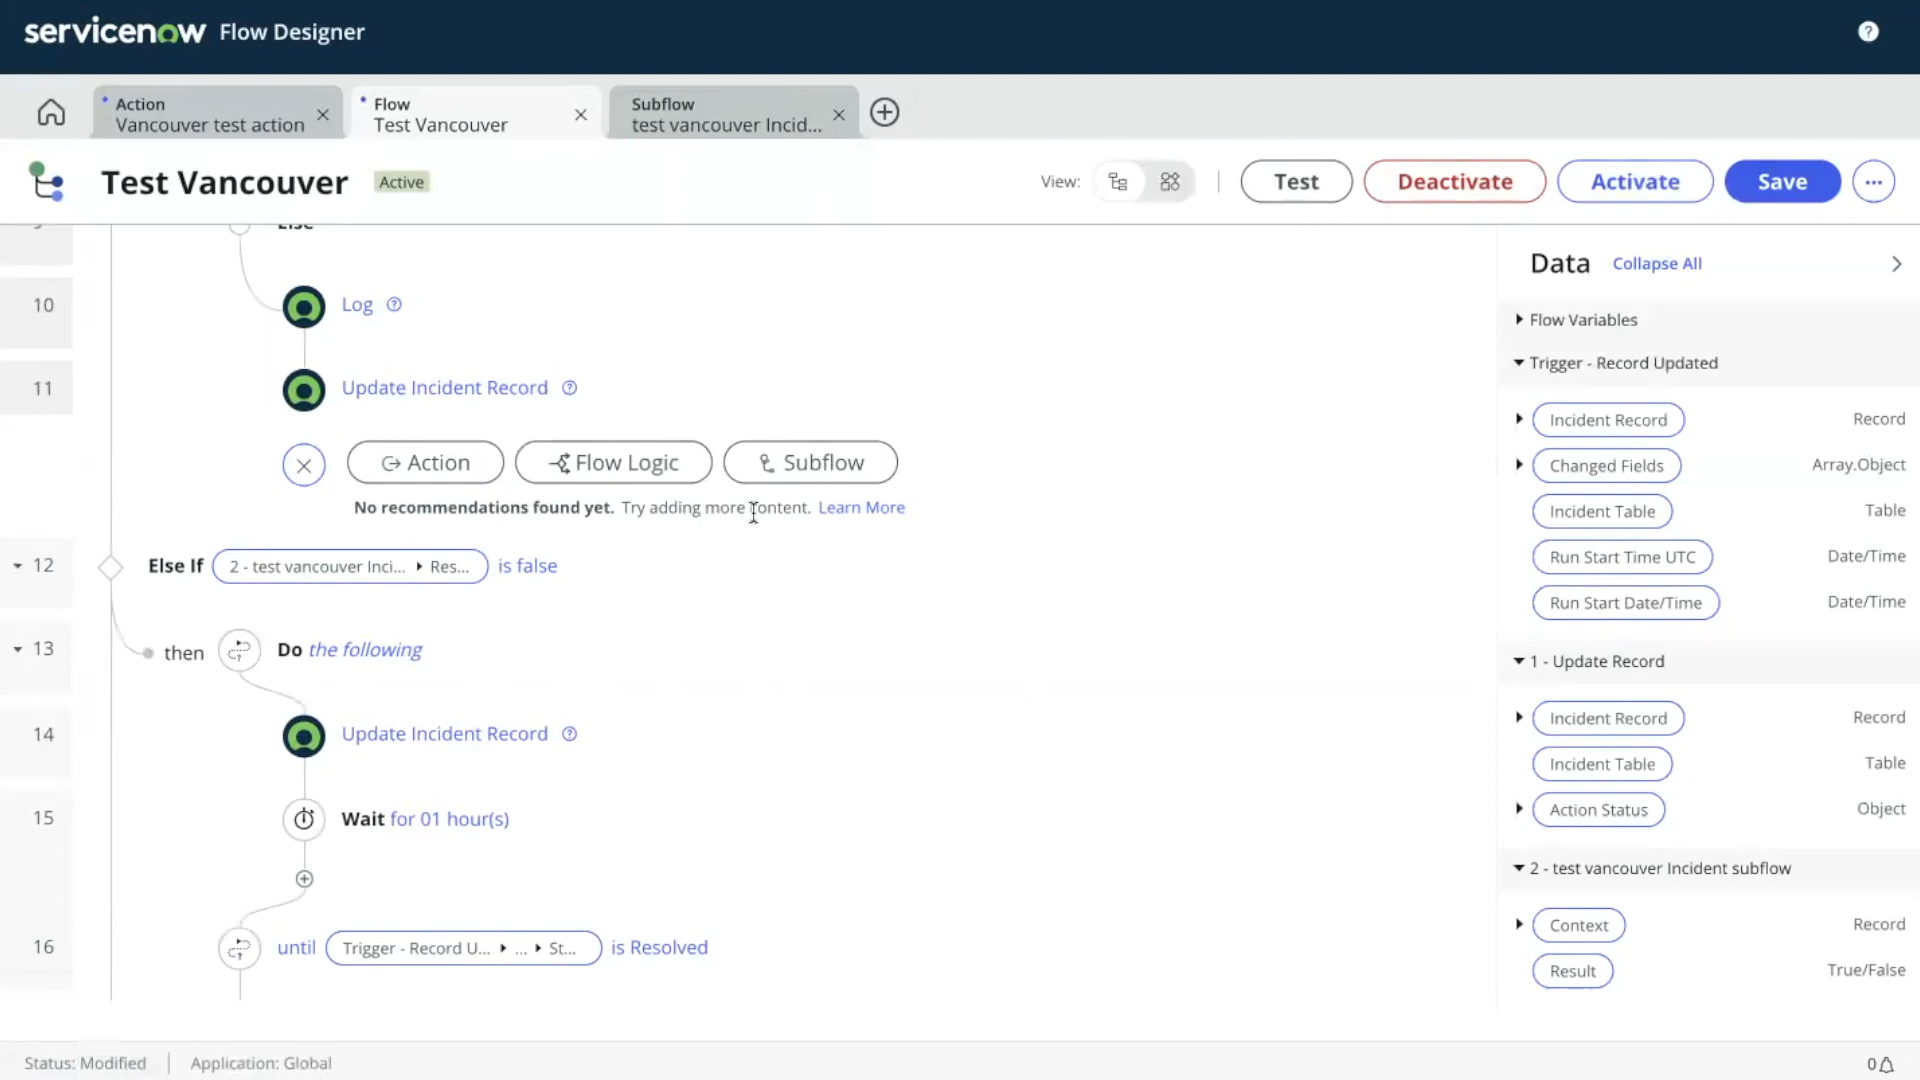 servicenow Flow Designer
?
Action
Vancouver test action
Flow
Test Vancouver
Subflow
test vancouver Incid...
Test Vancouver
Active
View:
Test
Deactivate
Activate
Save
...
Else
10
Log
11
Update Incident Record
Action
Flow Logic
Subflow
No recommendations found yet. Try adding more content. Learn More
12
Else If 2 - test vancouver Inci... Res... is false
13
then Do the following
14
Update Incident Record
15
Wait for 01 hour(s)
16
until Trigger - Record U... ... St... is Resolved
Data Collapse All
Flow Variables
Trigger - Record Updated
Incident Record Record
Changed Fields Array.Object
Incident Table Table
Run Start Time UTC Date/Time
Run Start Date/Time Date/Time
1 - Update Record
Incident Record Record
Incident Table Table
Action Status Object
2 - test vancouver Incident subflow
Context Record
Result True/False
Status: Modified | Application: Global
0